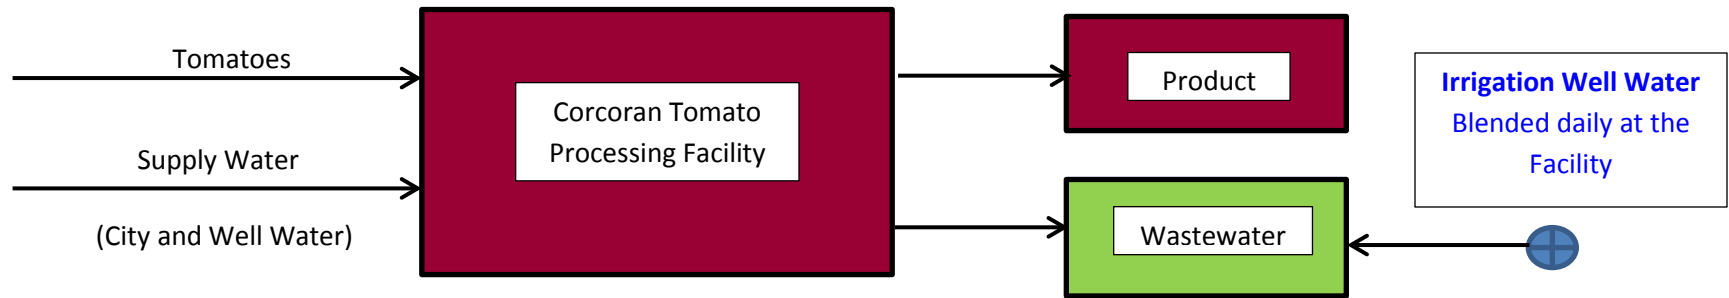 Tomatoes
Supply Water
(City and Well Water)
Corcoran Tomato
Processing Facility
Product
Wastewater
Irrigation Well Water
Blended daily at the
Facility